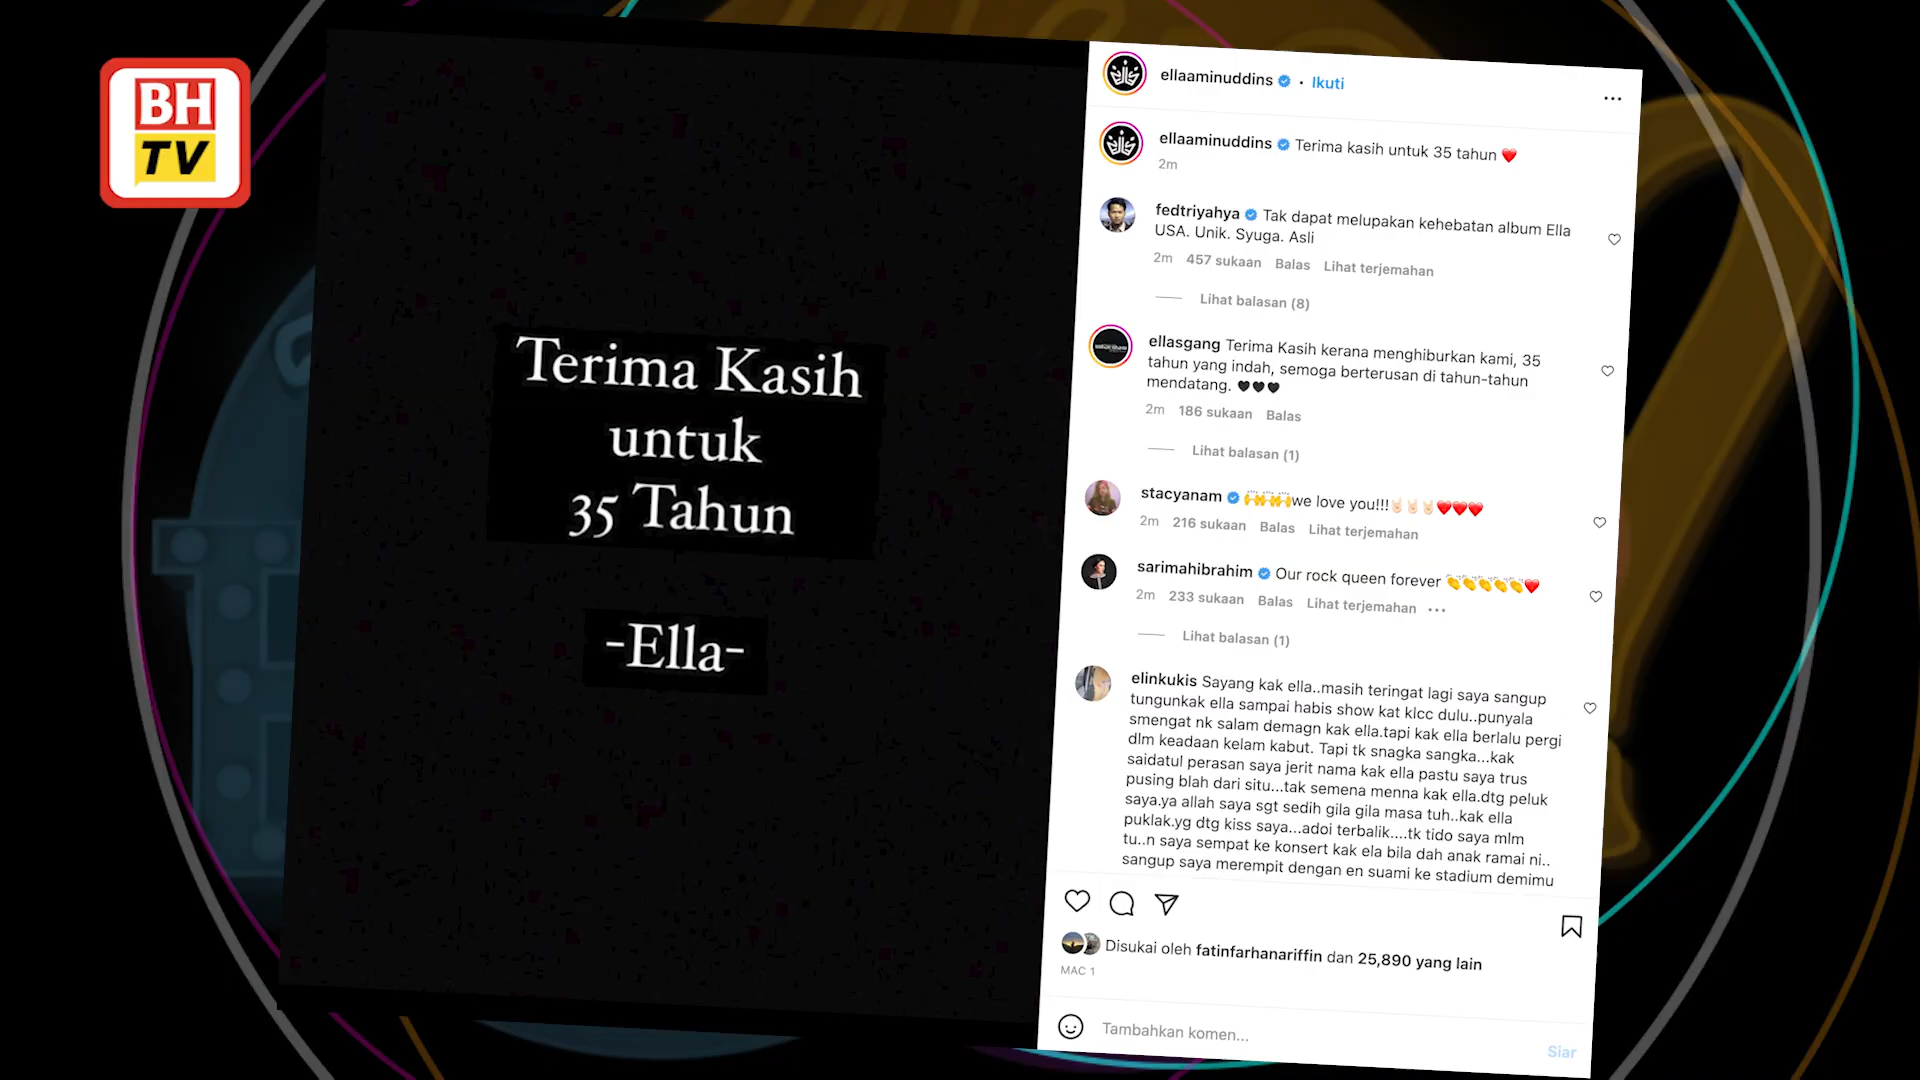 BH
TV
Terima Kasih
untuk
35 Tahun
-Ella-
ellaaminuddins • Ikuti
ellaaminuddins Terima kasih untuk 35 tahun ❤️
2m
fedtriyahya Tak dapat melupakan kehebatan album Ella
USA. Unik. Syuga. Asli
2m 457 sukaan Balas Lihat terjemahan
Lihat balasan (8)
ellasgang Terima Kasih kerana menghiburkan kami, 35
tahun yang indah, semoga berterusan di tahun-tahun
mendatang. 🖤🖤🖤
2m 186 sukaan Balas
Lihat balasan (1)
stacyanam 🙌🙌🙌we love you!!!🤘🏻🤘🏻🤘🏻❤️❤️❤️
2m 216 sukaan Balas Lihat terjemahan
sarimahibrahim Our rock queen forever 👏👏👏👏👏❤️
2m 233 sukaan Balas Lihat terjemahan •••
Lihat balasan (1)
elinkukis Sayang kak ella..masih teringat lagi saya sangup
tungunkak ella sampai habis show kat klcc dulu..punyala
smengat nk salam demagn kak ella.tapi kak ella berlalu pergi
dlm keadaan kelam kabut. Tapi tk snagka sangka...kak
saidatul perasan saya jerit nama kak ella pastu saya trus
pusing blah dari situ...tak semena menna kak ella.dtg peluk
saya.ya allah saya sgt sedih gila gila masa tuh..kak ella
puklak.yg dtg kiss saya...adoi terbalik....tk tido saya mlm
tu..n saya sempat ke konsert kak ela bila dah anak ramai ni..
sangup saya merempit dengan en suami ke stadium demimu
Disukai oleh fatinfarhanariffin dan 25,890 yang lain
MAC 1
Tambahkan komen...
Siar